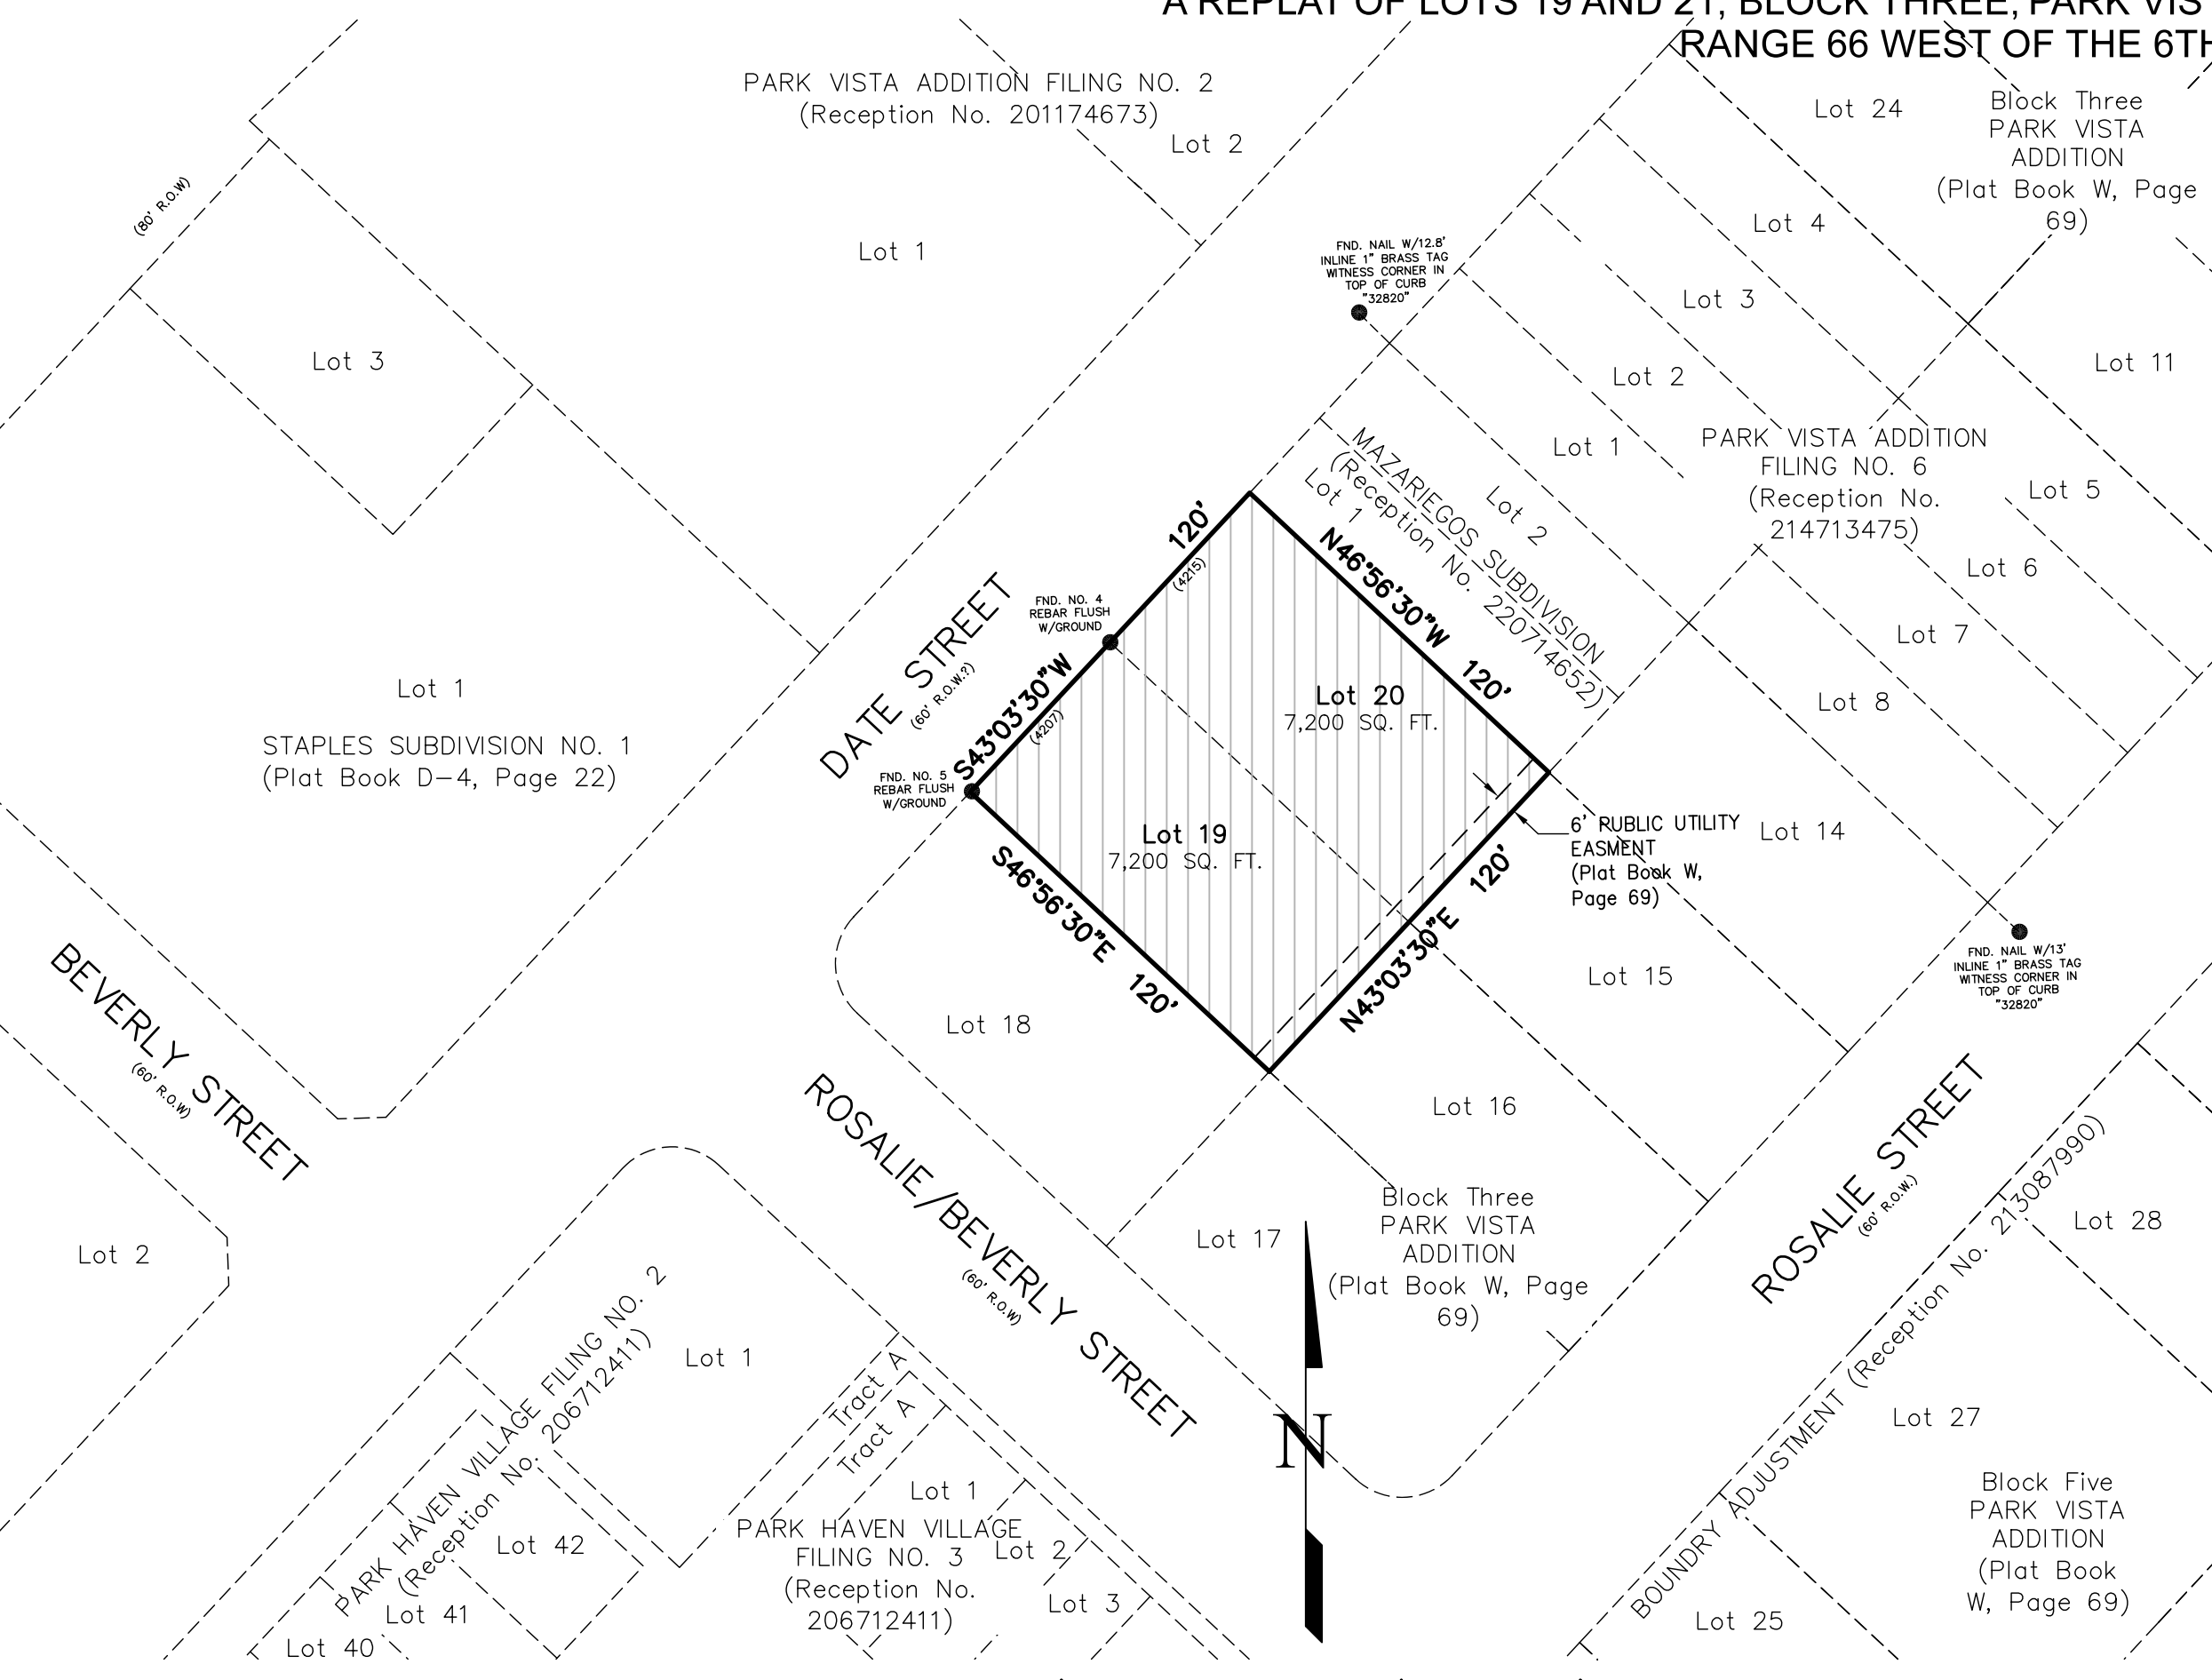 A REPLAT OF LOTS 19 AND 21, BLOCK THREE, PARK VIS
RANGE 66 WEST OF THE 6TH
PARK VISTA ADDITION FILING NO. 2
(Reception No. 201174673)
Lot 2
Lot 1
(80' R.O.W)
Lot 3
Lot 24
Block Three
PARK VISTA
ADDITION
(Plat Book W, Page
69)
Lot 4
Lot 3
Lot 2
Lot 1
Lot 11
FND. NAIL W/12.8'
INLINE 1" BRASS TAG
WITNESS CORNER IN
TOP OF CURB
"32820"
PARK VISTA ADDITION
FILING NO. 6
(Reception No.
214713475)
Lot 5
Lot 6
Lot 7
Lot 8
MAZARIEGOS SUBDIVISION
(Reception No. 220714652)
Lot 1
Lot 2
120'
(4215)
N46°56'30"W 120'
FND. NO. 4
REBAR FLUSH
W/GROUND
S43°03'30"W
(4207)
DATE STREET
(60' R.O.W.?)
FND. NO. 5
REBAR FLUSH
W/GROUND
Lot 20
7,200 SQ. FT.
Lot 19
7,200 SQ. FT.
Lot 1
STAPLES SUBDIVISION NO. 1
(Plat Book D-4, Page 22)
6' PUBLIC UTILITY
EASMENT
(Plat Book W,
Page 69)
Lot 14
S46°56'30"E 120'
N43°03'30"E 120'
Lot 15
FND. NAIL W/13'
INLINE 1" BRASS TAG
WITNESS CORNER IN
TOP OF CURB
"32820"
BEVERLY STREET
(60' R.O.W)
Lot 18
Lot 16
ROSALIE/BEVERLY STREET
(60' R.O.W)
Lot 17
Block Three
PARK VISTA
ADDITION
(Plat Book W, Page
69)
ROSALIE STREET
(60' R.O.W.)
Lot 28
Lot 2
BOUNDRY ADJUSTMENT (Reception No. 213087990)
Lot 27
PARK HAVEN VILLAGE FILING NO. 2
(Reception No. 206712411)
Lot 1
Tract A
Tract A
N
Lot 1
PARK HAVEN VILLAGE
FILING NO. 3
(Reception No.
206712411)
Lot 2
Lot 3
Lot 42
Lot 41
Lot 40
Block Five
PARK VISTA
ADDITION
(Plat Book
W, Page 69)
Lot 25